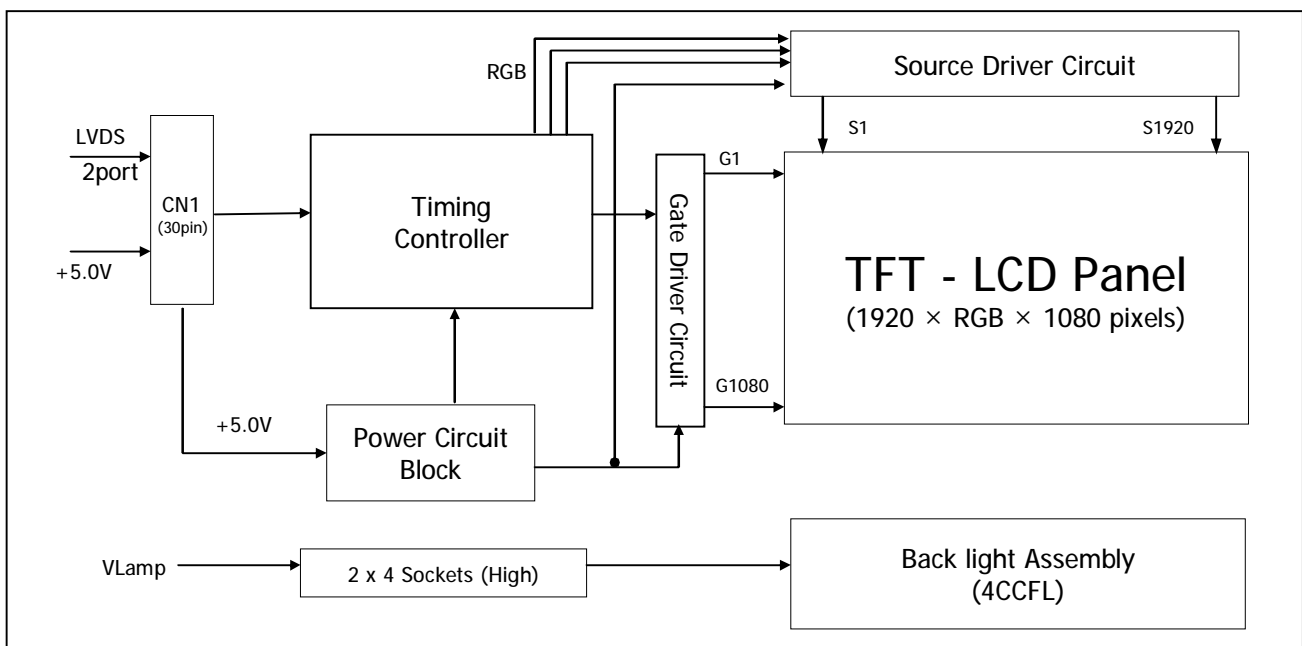 RGB
Source Driver Circuit
S1
S1920
LVDS
2port
CN1
(30pin)
+5.0V
Timing
Controller
Gate Driver Circuit
G1
G1080
TFT - LCD Panel
(1920 × RGB × 1080 pixels)
+5.0V
Power Circuit
Block
VLamp
2 x 4 Sockets (High)
Back light Assembly
(4CCFL)